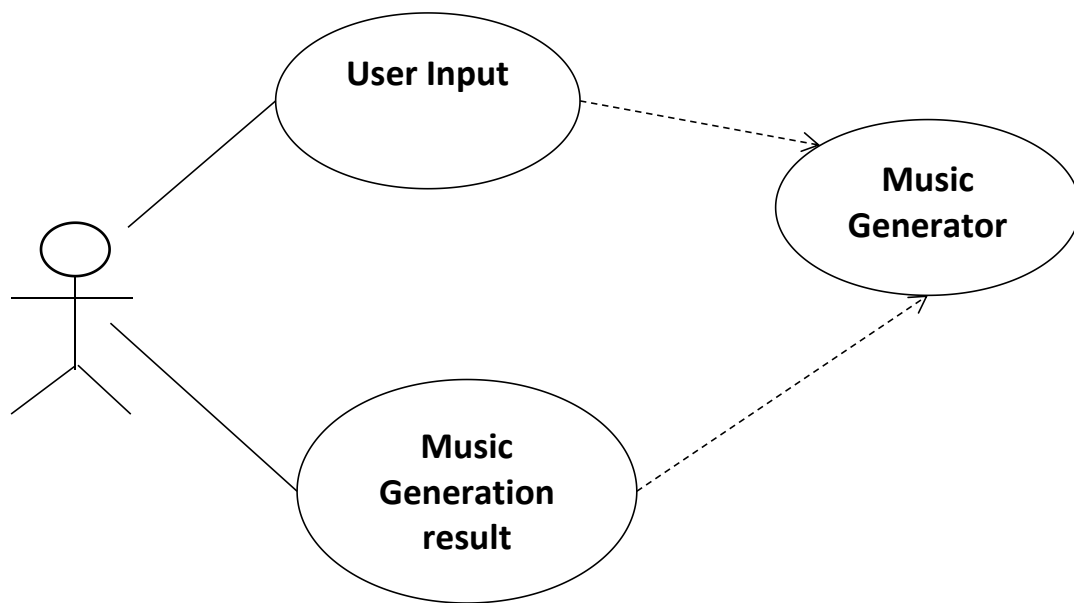 User Input
Music
Generator
Music
Generation
result